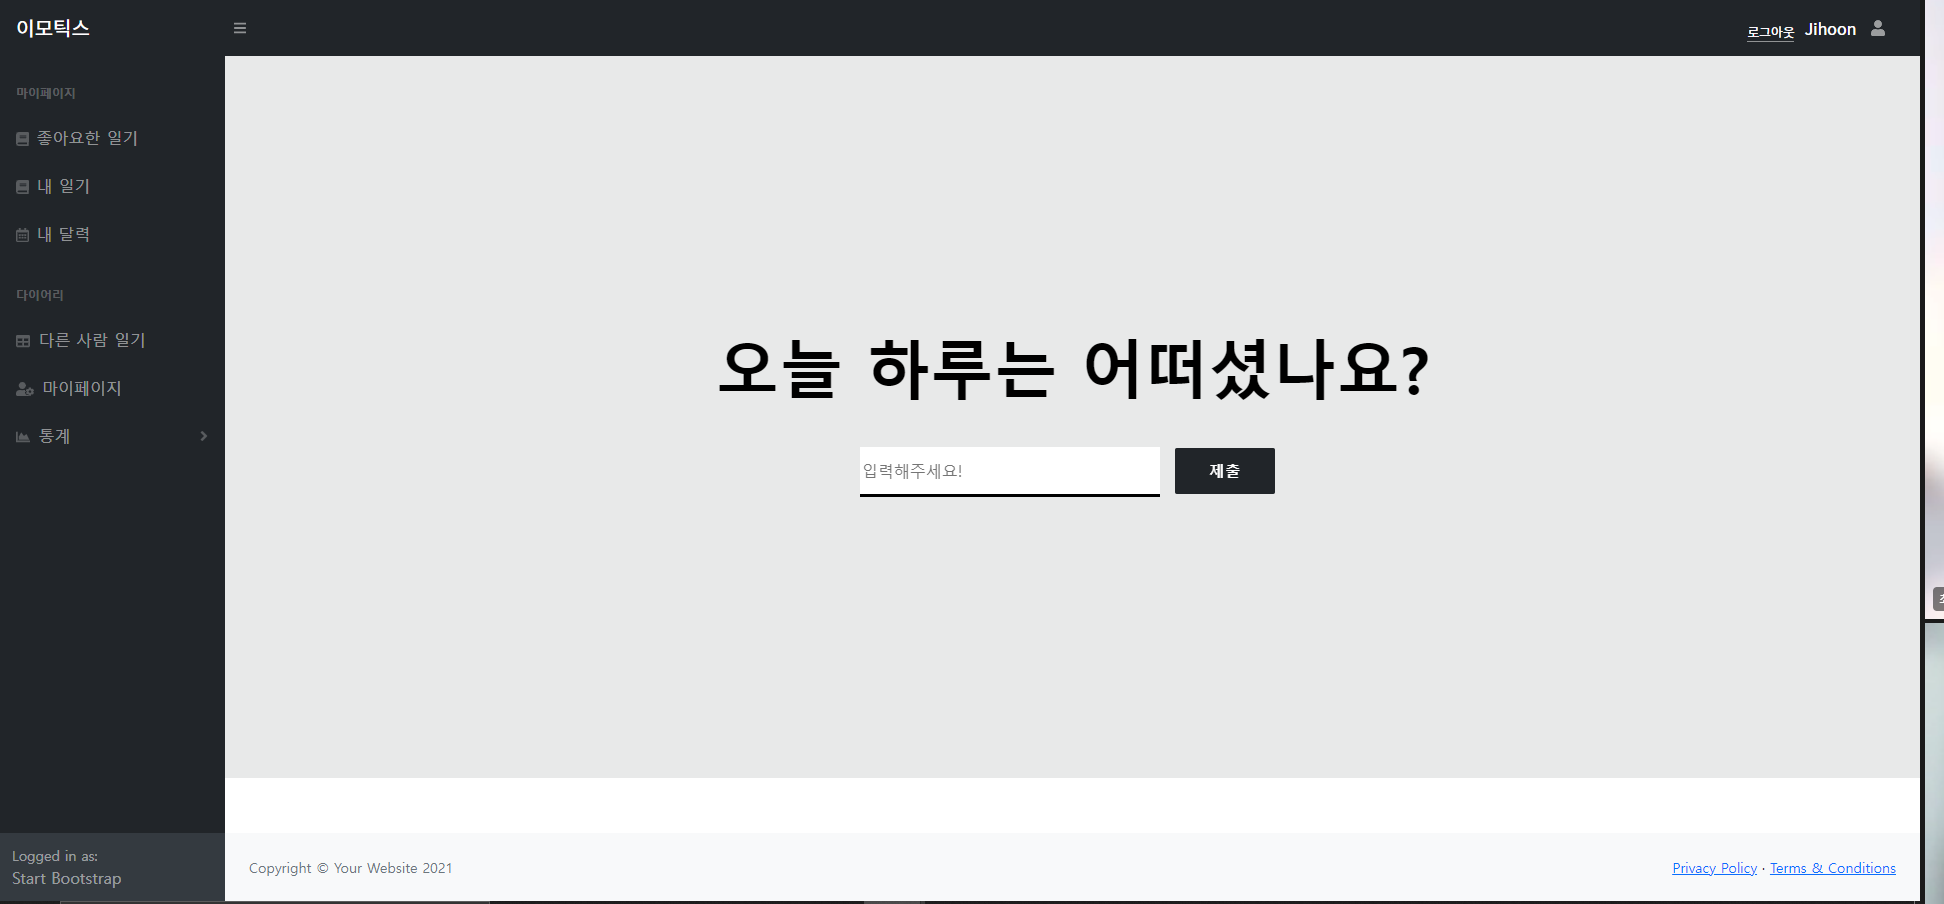 이모틱스
로그아웃 Jihoon
마이페이지
좋아요한 일기
내 일기
내 달력
다이어리
다른 사람 일기
마이페이지
통계
Logged in as:
Start Bootstrap
오늘 하루는 어떠셨나요?
입력해주세요! 제출
Copyright © Your Website 2021
Privacy Policy · Terms & Conditions